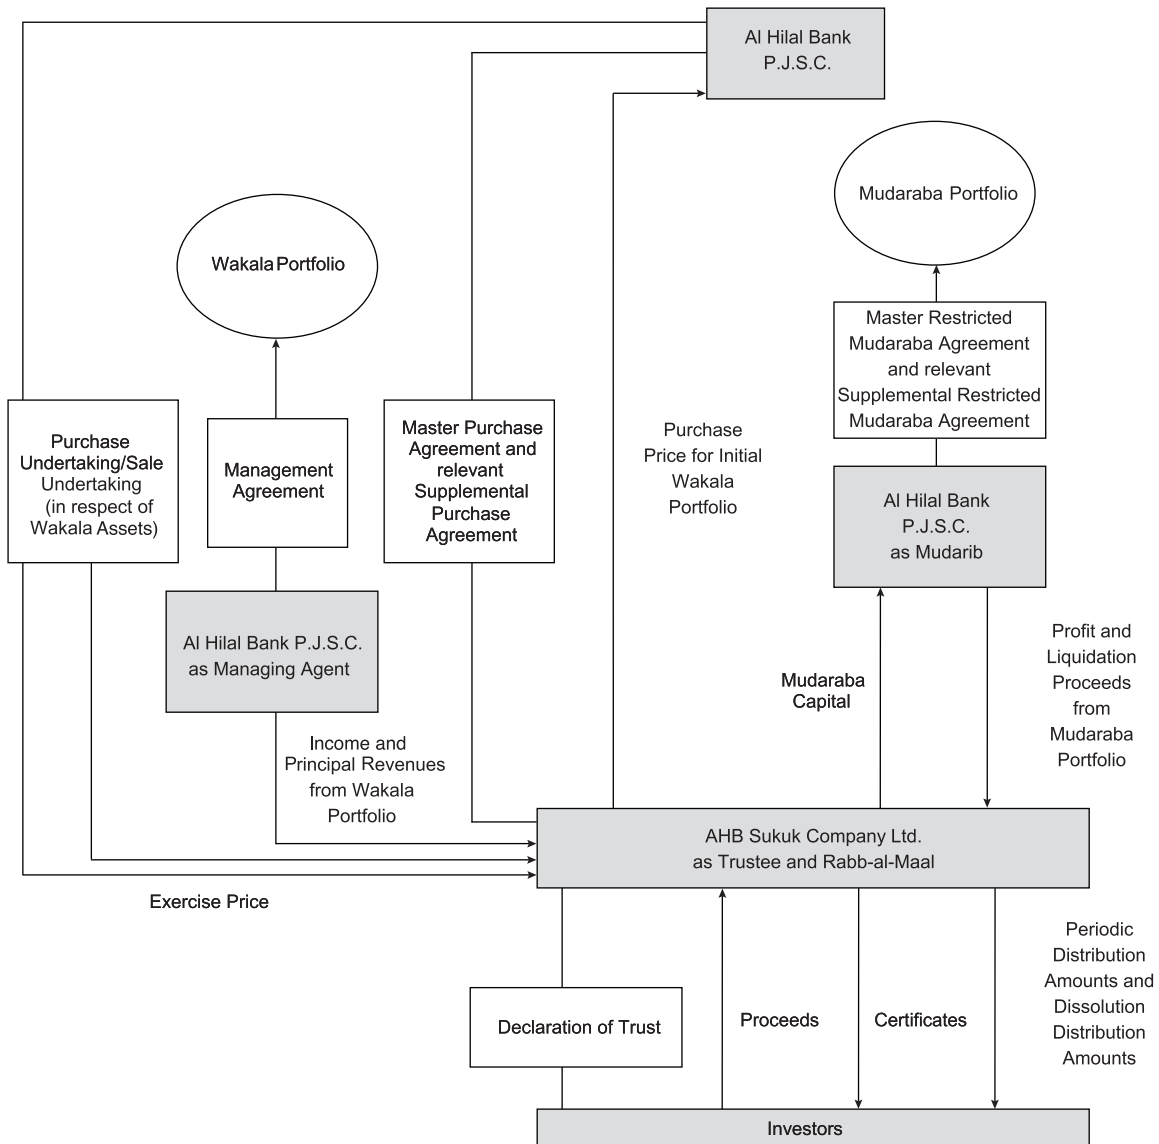 Al Hilal Bank
P.J.S.C.
Mudaraba Portfolio
Wakala Portfolio
Master Restricted
Mudaraba Agreement
and relevant
Supplemental Restricted
Mudaraba Agreement
Purchase
Undertaking/Sale
Undertaking
(in respect of
Wakala Assets)
Management
Agreement
Master Purchase
Agreement and
relevant
Supplemental
Purchase
Agreement
Purchase
Price for Initial
Wakala
Portfolio
Al Hilal Bank
P.J.S.C.
as Mudarib
Al Hilal Bank P.J.S.C.
as Managing Agent
Mudaraba
Capital
Profit and
Liquidation
Proceeds
from
Mudaraba
Portfolio
Income and
Principal Revenues
from Wakala
Portfolio
AHB Sukuk Company Ltd.
as Trustee and Rabb-al-Maal
Exercise Price
Declaration of Trust
Proceeds
Certificates
Periodic
Distribution
Amounts and
Dissolution
Distribution
Amounts
Investors